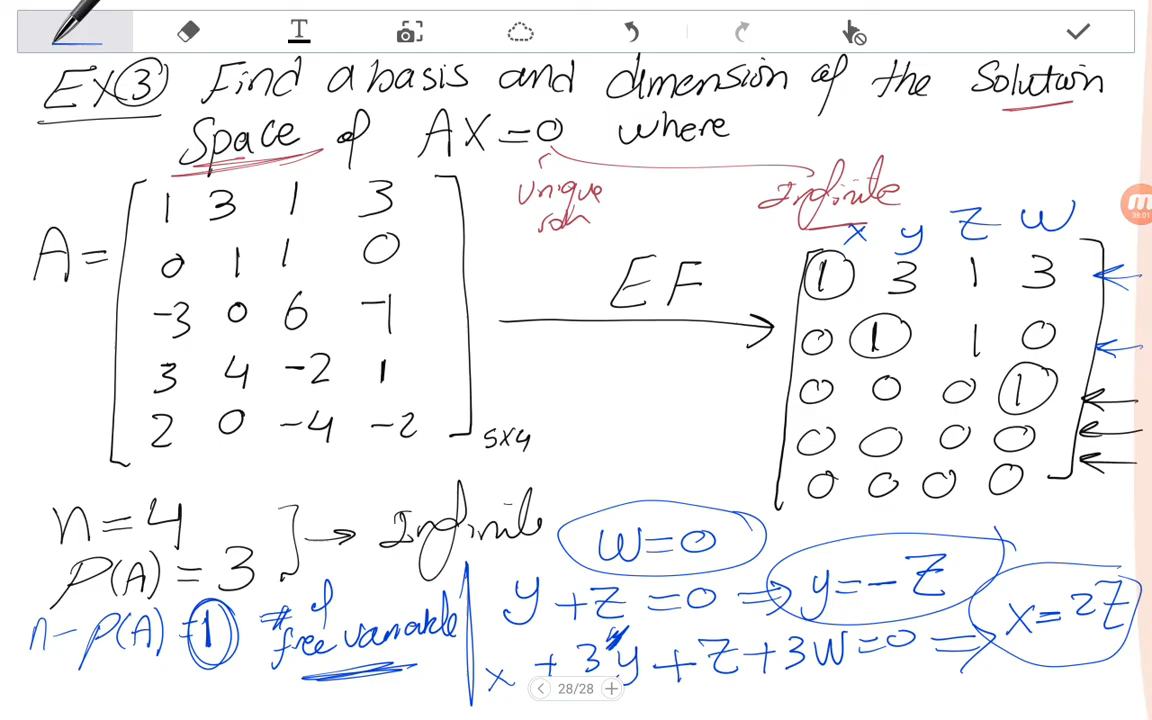 EX③ Find a basis and dimension of the Solution
Space of AX=0 where
unique
soln
Infinite
A=
1 3 1 3
0 1 1 0
-3 0 6 -1
3 4 -2 1
2 0 -4 -2
5x4
EF
x y z w
1 3 1 3
0 1 1 0
0 0 0 1
0 0 0 0
0 0 0 0
n=4
P(A)=3
→ Infinite
n-P(A)=1 # of
free variable
w=0
y+z=0 ⇒ y=-z
x+3y+z+3w=0 ⇒ x=2z
28/28
36:01
T